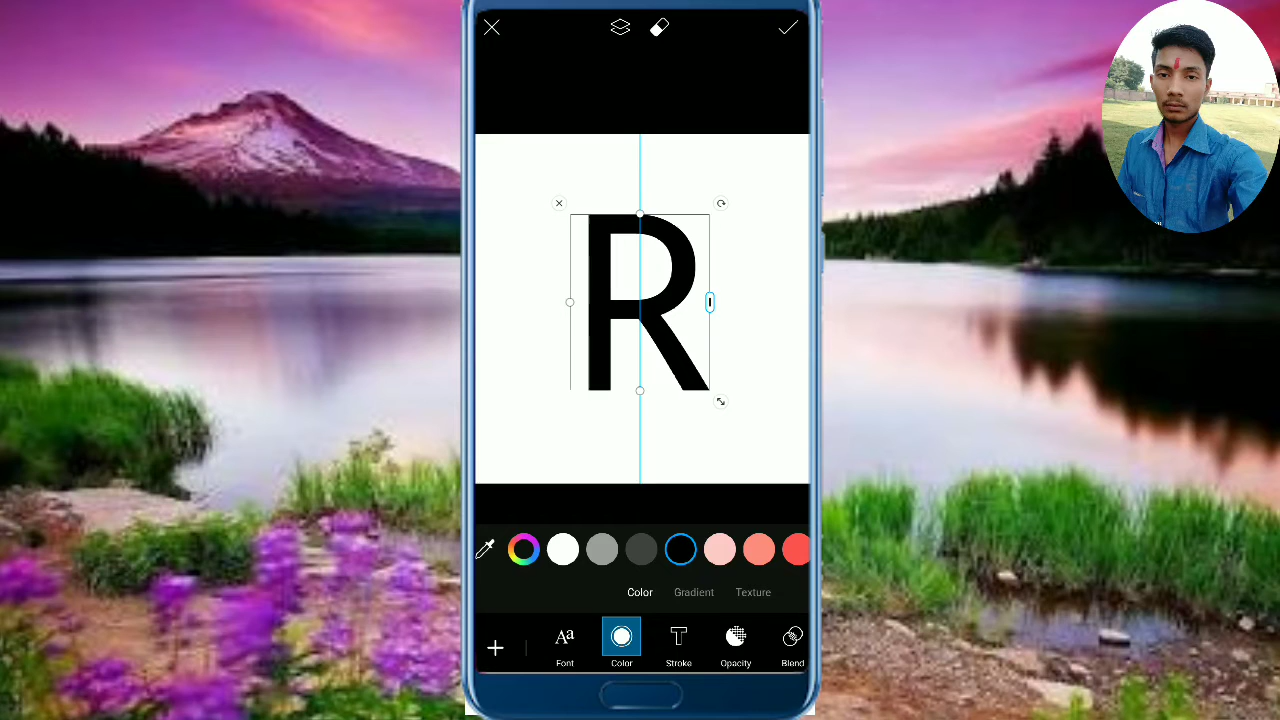 R
Color
Gradient
Texture
Aa
Font
Color
T
Stroke
Opacity
Blend